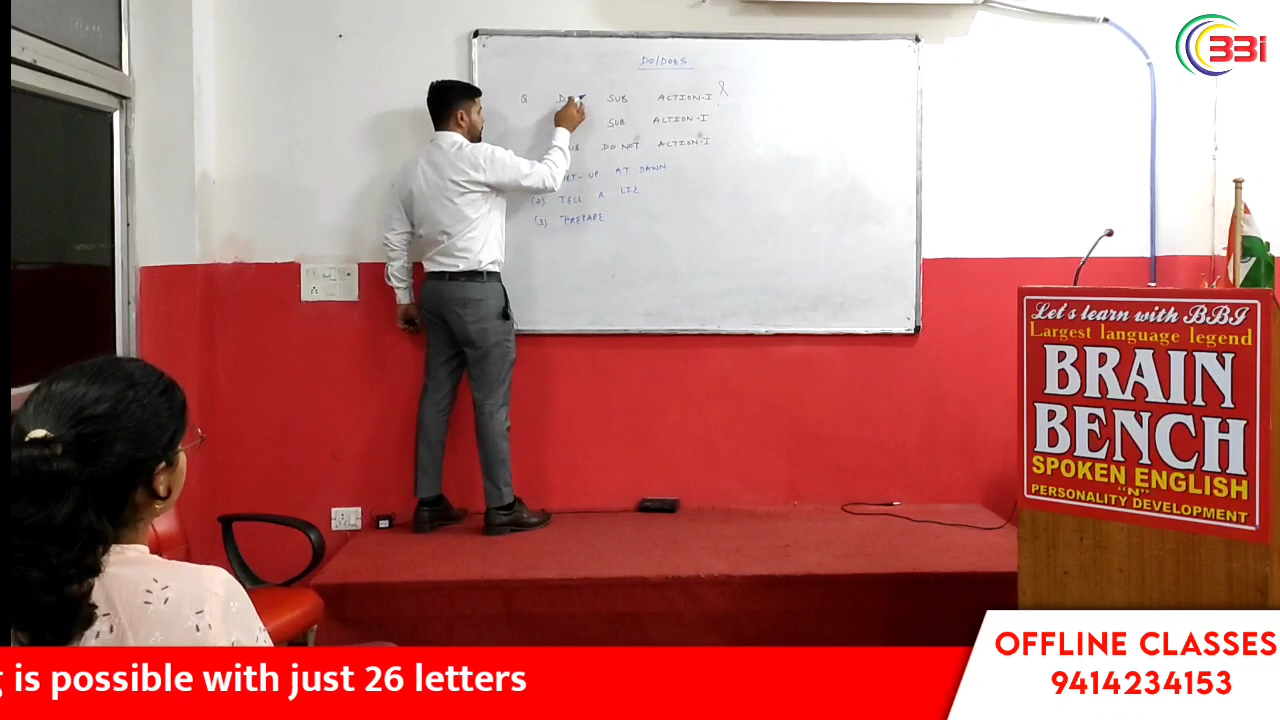 BBi
DO/DOES
Q SUB ACTION-I
SUB ACTION-I
DO NOT ACTION-I
UP AT DAWN
(2) TELL A LIE
(3) PREPARE
Let's learn with BBI
Largest language legend
BRAIN
BENCH
SPOKEN ENGLISH
"N"
PERSONALITY DEVELOPMENT
is possible with just 26 letters
OFFLINE CLASSES
9414234153